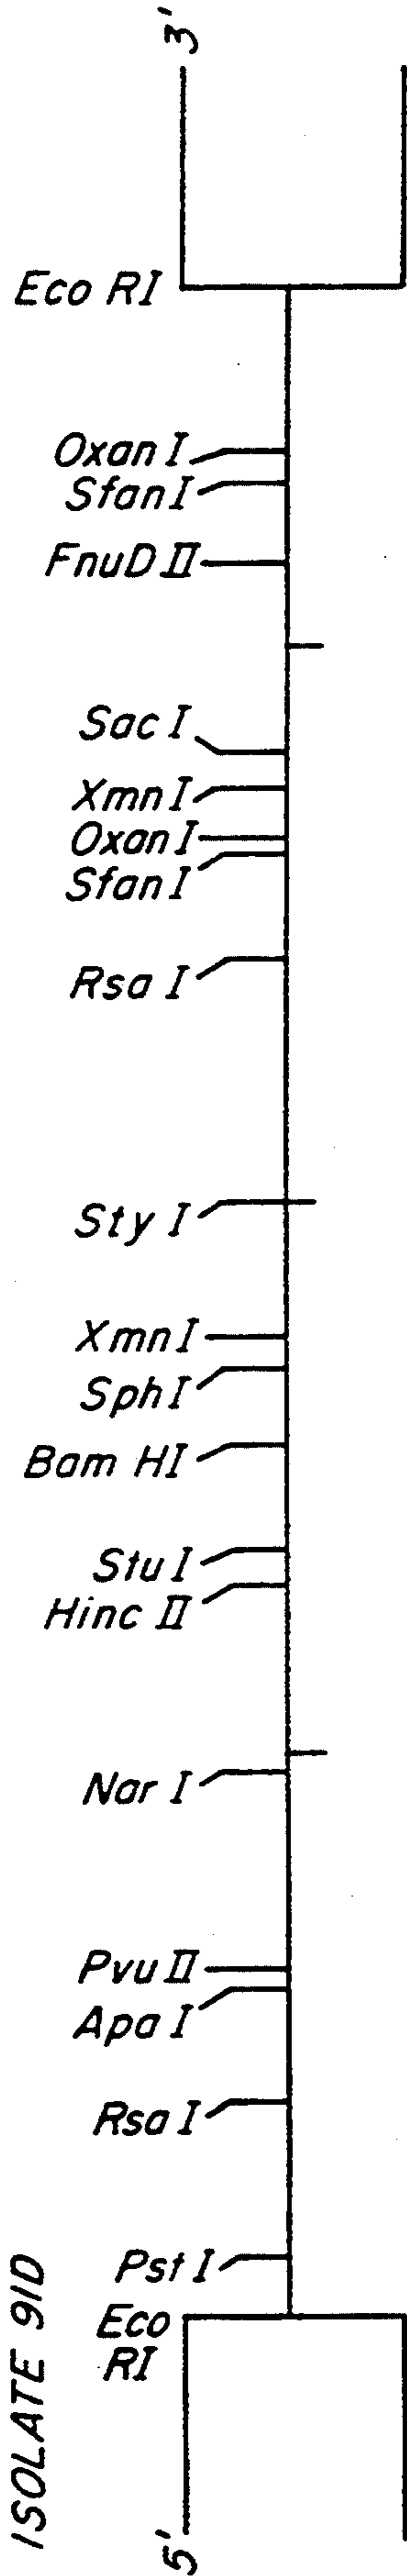 3'
Eco RI
Oxan I
Sfan I
FnuD II
Sac I
Xmn I
Oxan I
Sfan I
Rsa I
Sty I
Xmn I
Sph I
Bam HI
Stu I
Hinc II
Nar I
Pvu II
Apa I
Rsa I
Pst I
Eco
RI
5'
ISOLATE 91D